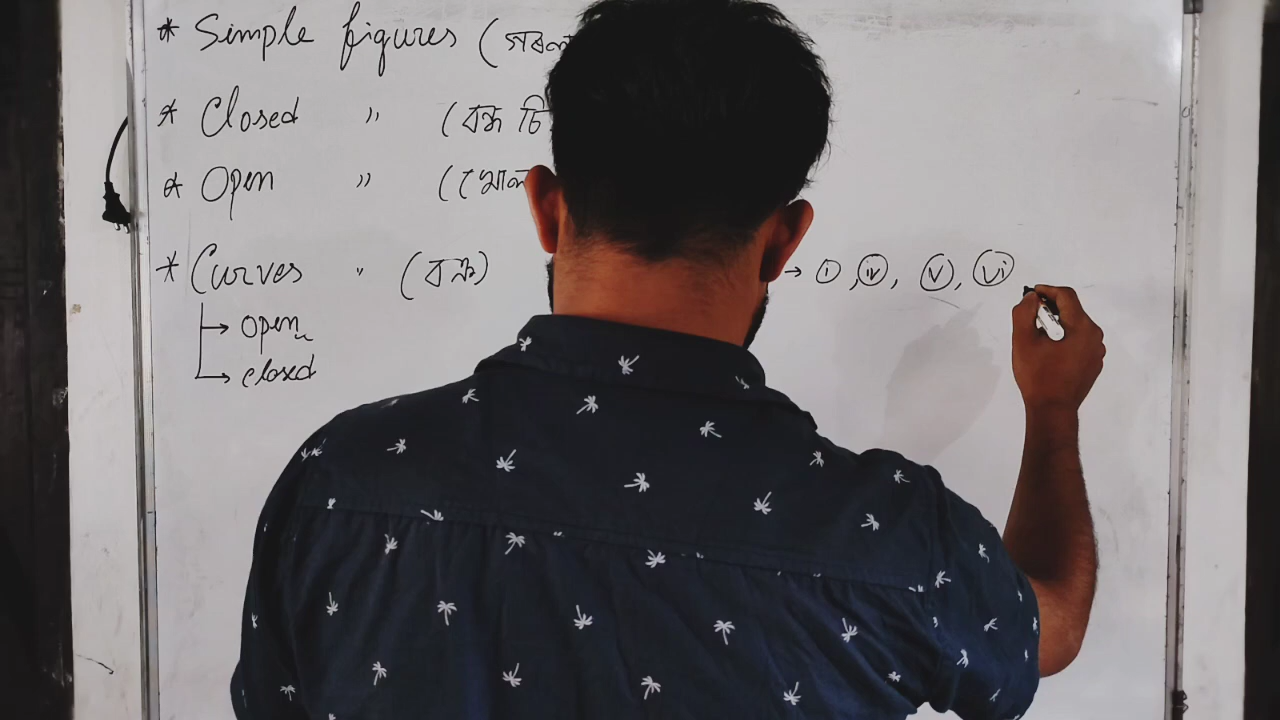 * Simple figures (সরল
* Closed " (বদ্ধ চি
* Open " (খোল
* Curves " (বক্র) → i, iv, v, vi
→ open
→ closed